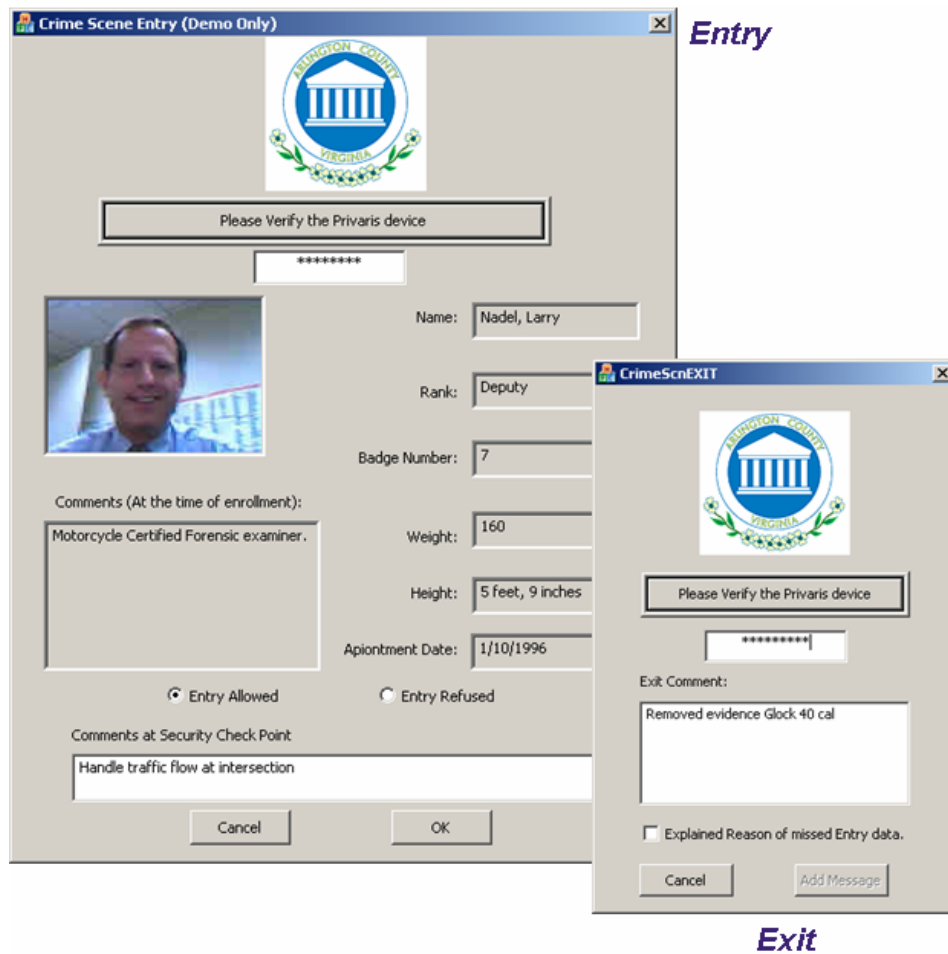 Crime Scene Entry (Demo Only)
Entry
ARLINGTON COUNTY
VIRGINIA
Please Verify the Privaris device
********
Name: Nadel, Larry
Rank: Deputy
Badge Number: 7
Comments (At the time of enrollment):
Motorcycle Certified Forensic examiner.
Weight: 160
Height: 5 feet, 9 inches
Apiontment Date: 1/10/1996
Entry Allowed
Entry Refused
Comments at Security Check Point
Handle traffic flow at intersection
Cancel
OK
CrimeScnEXIT
ARLINGTON COUNTY
VIRGINIA
Please Verify the Privaris device
*********
Exit Comment:
Removed evidence Glock 40 cal
Explained Reason of missed Entry data.
Cancel
Add Message
Exit